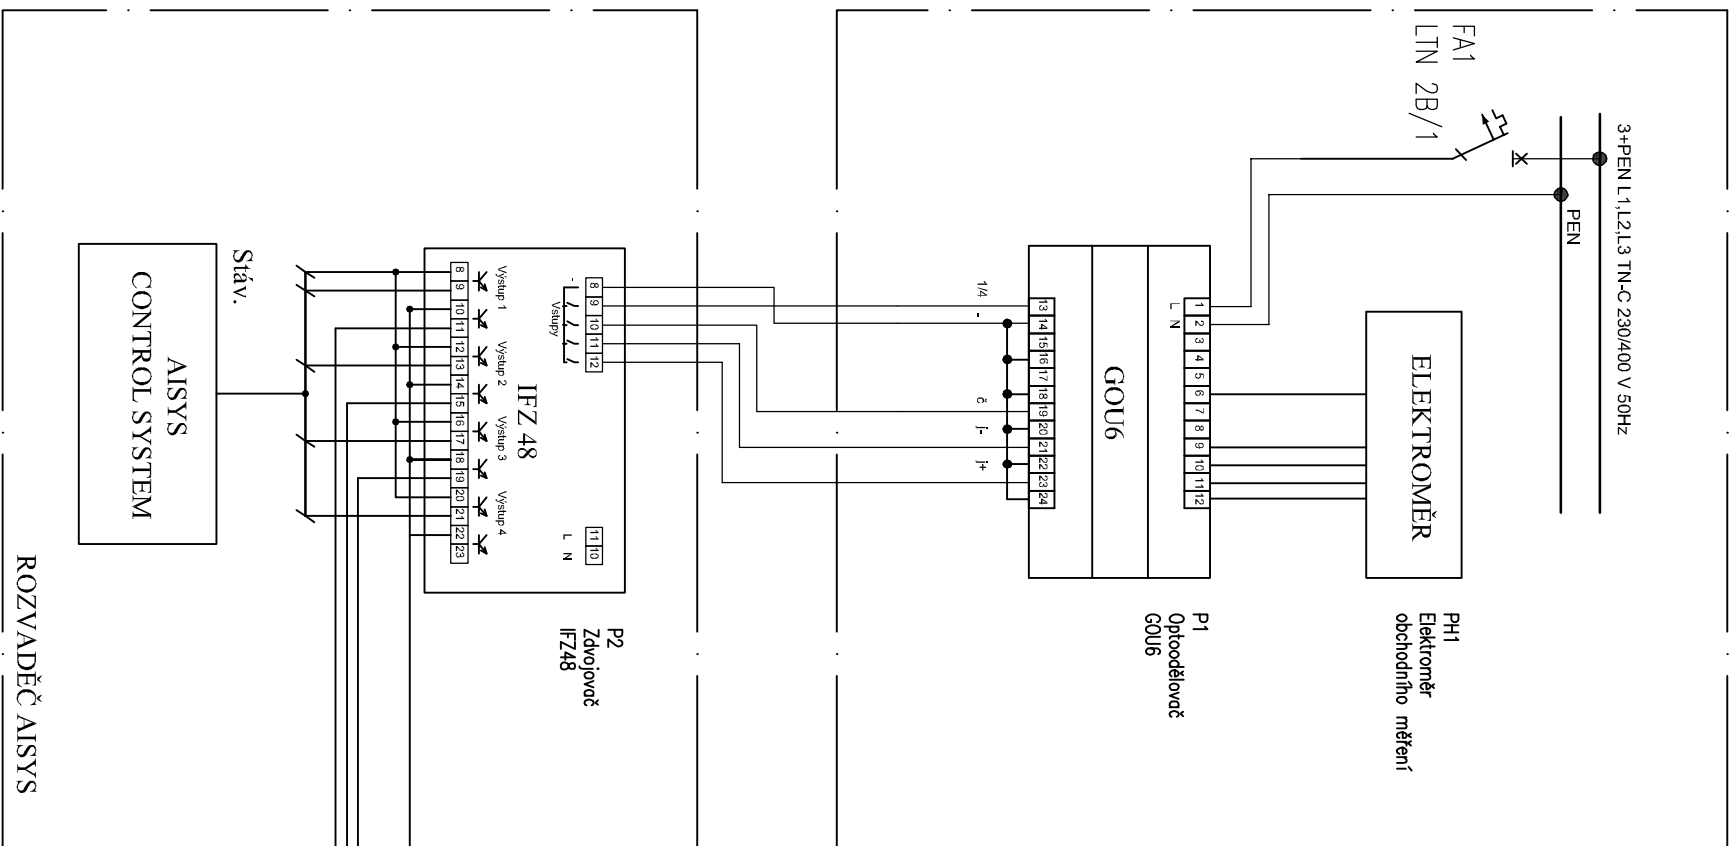 FA1
LTN 2B/1
3+PEN L1,L2,L3 TN-C 230/400 V 50Hz
PEN
ELEKTROMĚR
PH1
Elektroměr
obchodního měření
L N
1 2 3 4 5 6 7 8 9 10 11 12
GOU6
13 14 15 16 17 18 19 20 21 22 23 24
1/4 - č j- j+
P1
Optooddělovač
GOU6
8 9 10 11 12
-
Vstupy
11 10
L N
IFZ 48
Výstup 1 Výstup 2 Výstup 3 Výstup 4
8 9 10 11 12 13 14 15 16 17 18 19 20 21 22 23
P2
Zdvojovač
IFZ48
Stáv.
AISYS
CONTROL SYSTEM
ROZVADĚČ AISYS